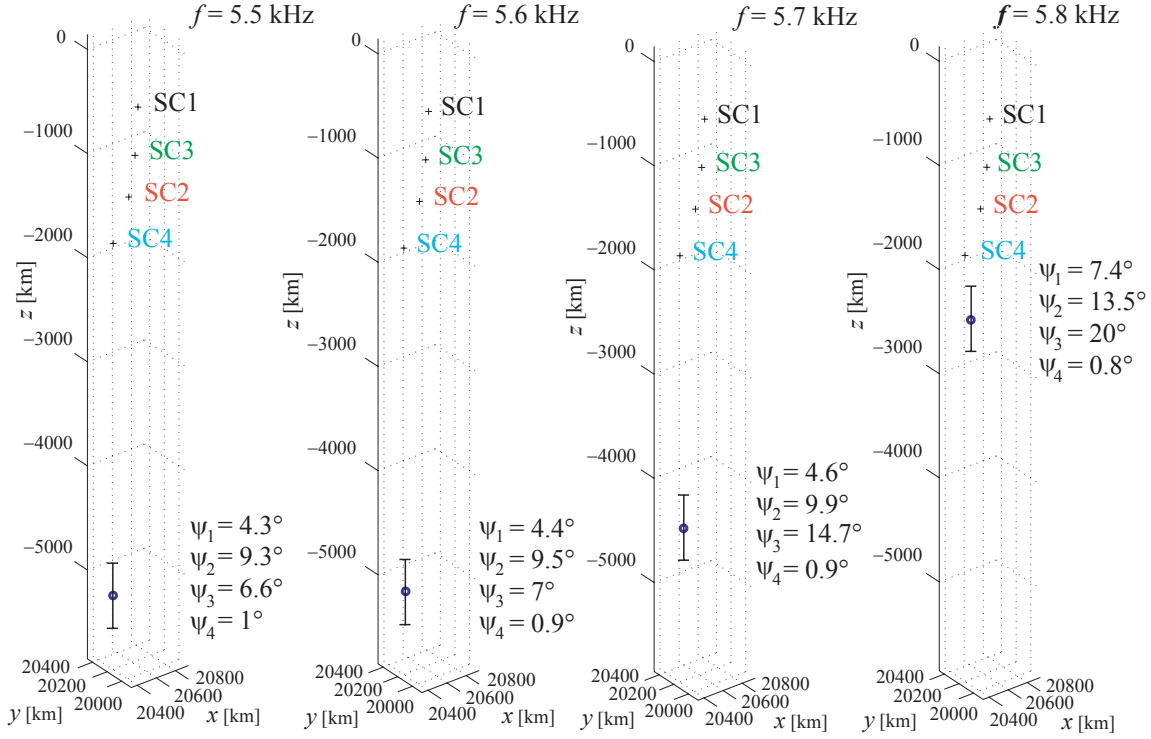 f = 5.5 kHz
0
−1000
−2000
−3000
−4000
−5000
z [km]
SC1
SC3
SC2
SC4
ψ1 = 4.3°
ψ2 = 9.3°
ψ3 = 6.6°
ψ4 = 1°
20400
20200
20000
y [km]
20800
20600
20400
x [km]
f = 5.6 kHz
0
−1000
−2000
−3000
−4000
−5000
z [km]
SC1
SC3
SC2
SC4
ψ1 = 4.4°
ψ2 = 9.5°
ψ3 = 7°
ψ4 = 0.9°
20400
20200
20000
y [km]
20800
20600
20400
x [km]
f = 5.7 kHz
0
−1000
−2000
−3000
−4000
−5000
z [km]
SC1
SC3
SC2
SC4
ψ1 = 4.6°
ψ2 = 9.9°
ψ3 = 14.7°
ψ4 = 0.9°
20400
20200
20000
y [km]
20800
20600
20400
x [km]
f = 5.8 kHz
0
−1000
−2000
−3000
−4000
−5000
z [km]
SC1
SC3
SC2
SC4
ψ1 = 7.4°
ψ2 = 13.5°
ψ3 = 20°
ψ4 = 0.8°
20400
20200
20000
y [km]
20800
20600
20400
x [km]